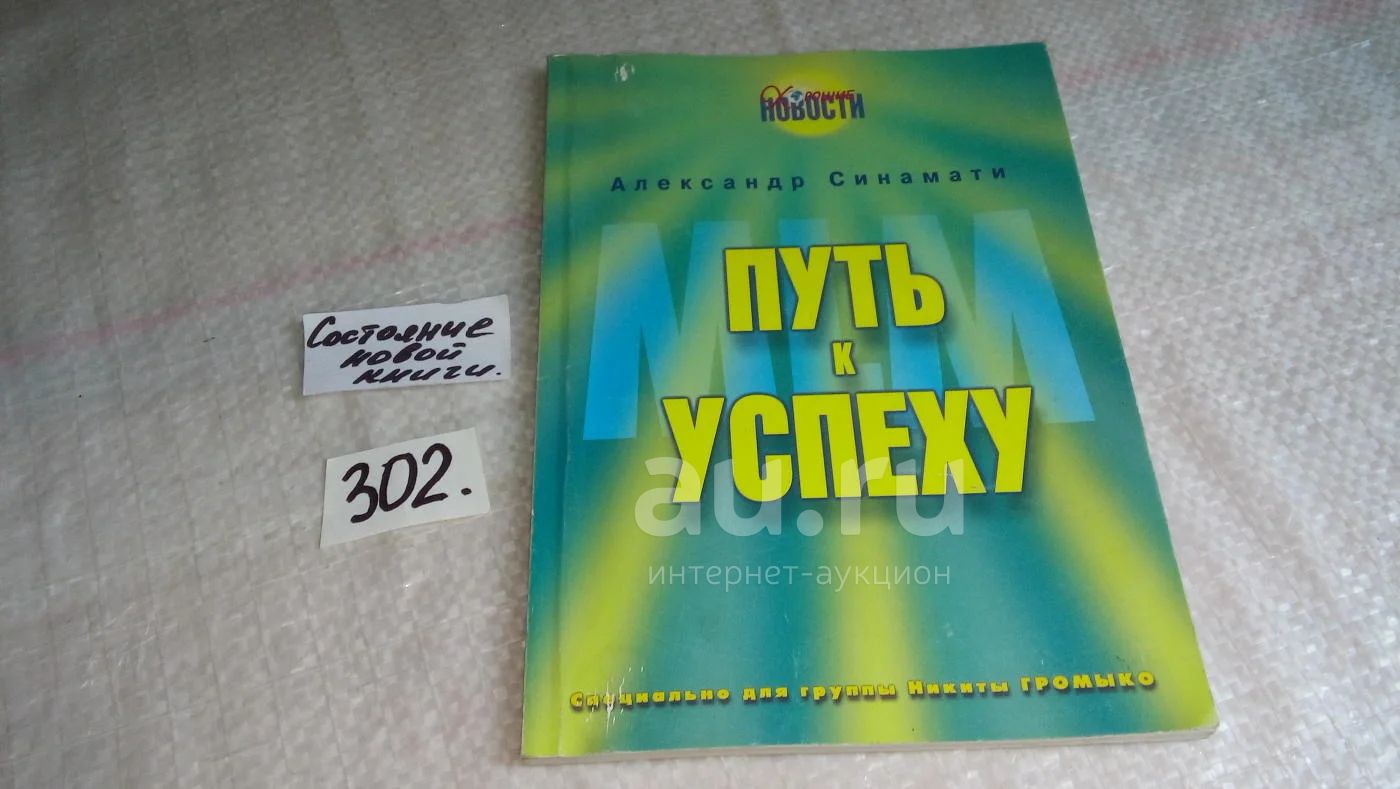 Хорошие
НОВОСТИ
Александр Синамати
МЛМ
ПУТЬ
К
УСПЕХУ
Специально для группы Никиты ГРОМЫКО
Состояние
новой
книги.
302.
au.ru
интернет-аукцион